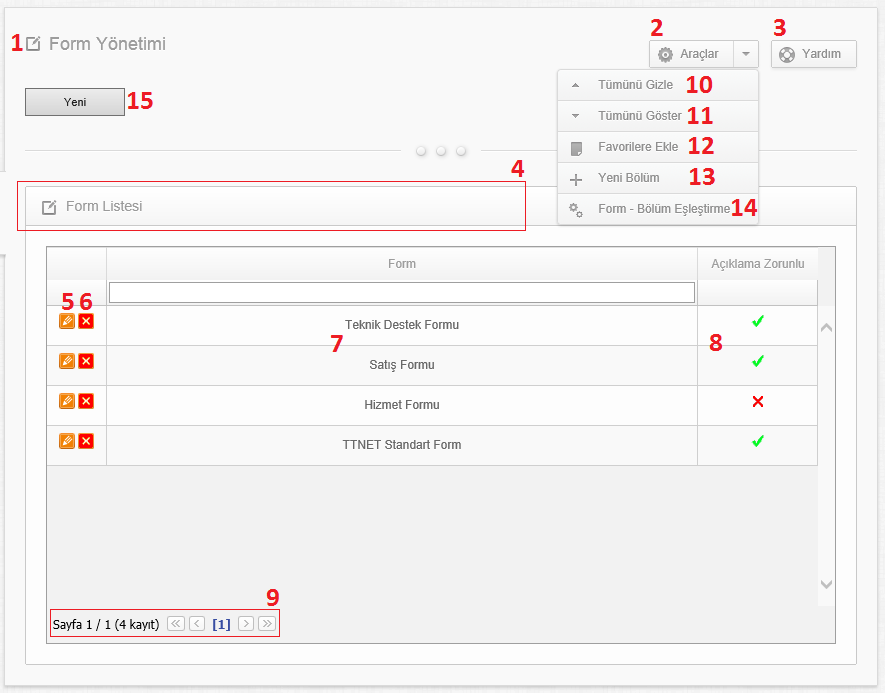 1 Form Yönetimi
2
3
Araçlar
Yardım
Yeni 15
Tümünü Gizle 10
Tümünü Göster 11
Favorilere Ekle 12
Yeni Bölüm 13
Form - Bölüm Eşleştirme 14
4
Form Listesi
Form
Açıklama Zorunlu
5 6
Teknik Destek Formu
7
8
Satış Formu
Hizmet Formu
TTNET Standart Form
9
Sayfa 1 / 1 (4 kayıt) [1]